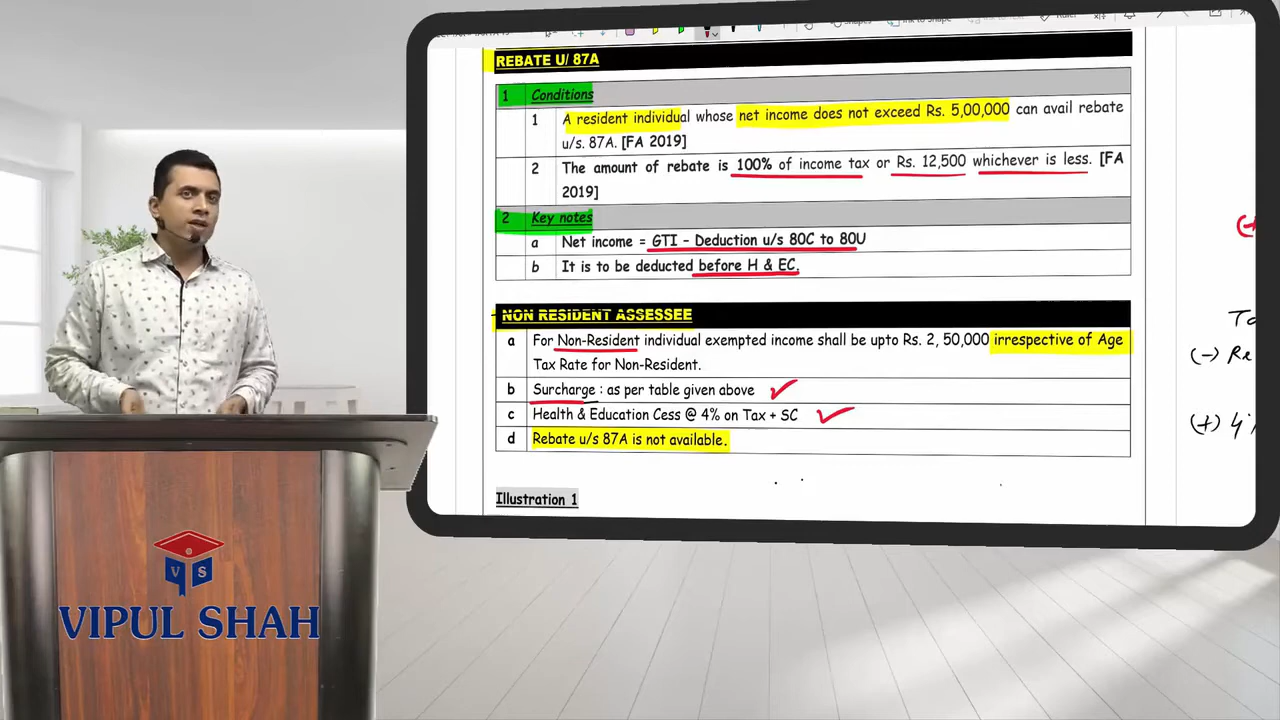 REBATE U/ 87A
1 Conditions
1 A resident individual whose net income does not exceed Rs. 5,00,000 can avail rebate
u/s. 87A. [FA 2019]
2 The amount of rebate is 100% of income tax or Rs. 12,500 whichever is less. [FA
2019]
2 Key notes
a Net income = GTI – Deduction u/s 80C to 80U
b It is to be deducted before H & EC.
NON RESIDENT ASSESSEE
a For Non-Resident individual exempted income shall be upto Rs. 2, 50,000 irrespective of Age
Tax Rate for Non-Resident.
b Surcharge : as per table given above
c Health & Education Cess @ 4% on Tax + SC
d Rebate u/s 87A is not available.
Illustration 1
(+
(-) Re
V S
VIPUL SHAH